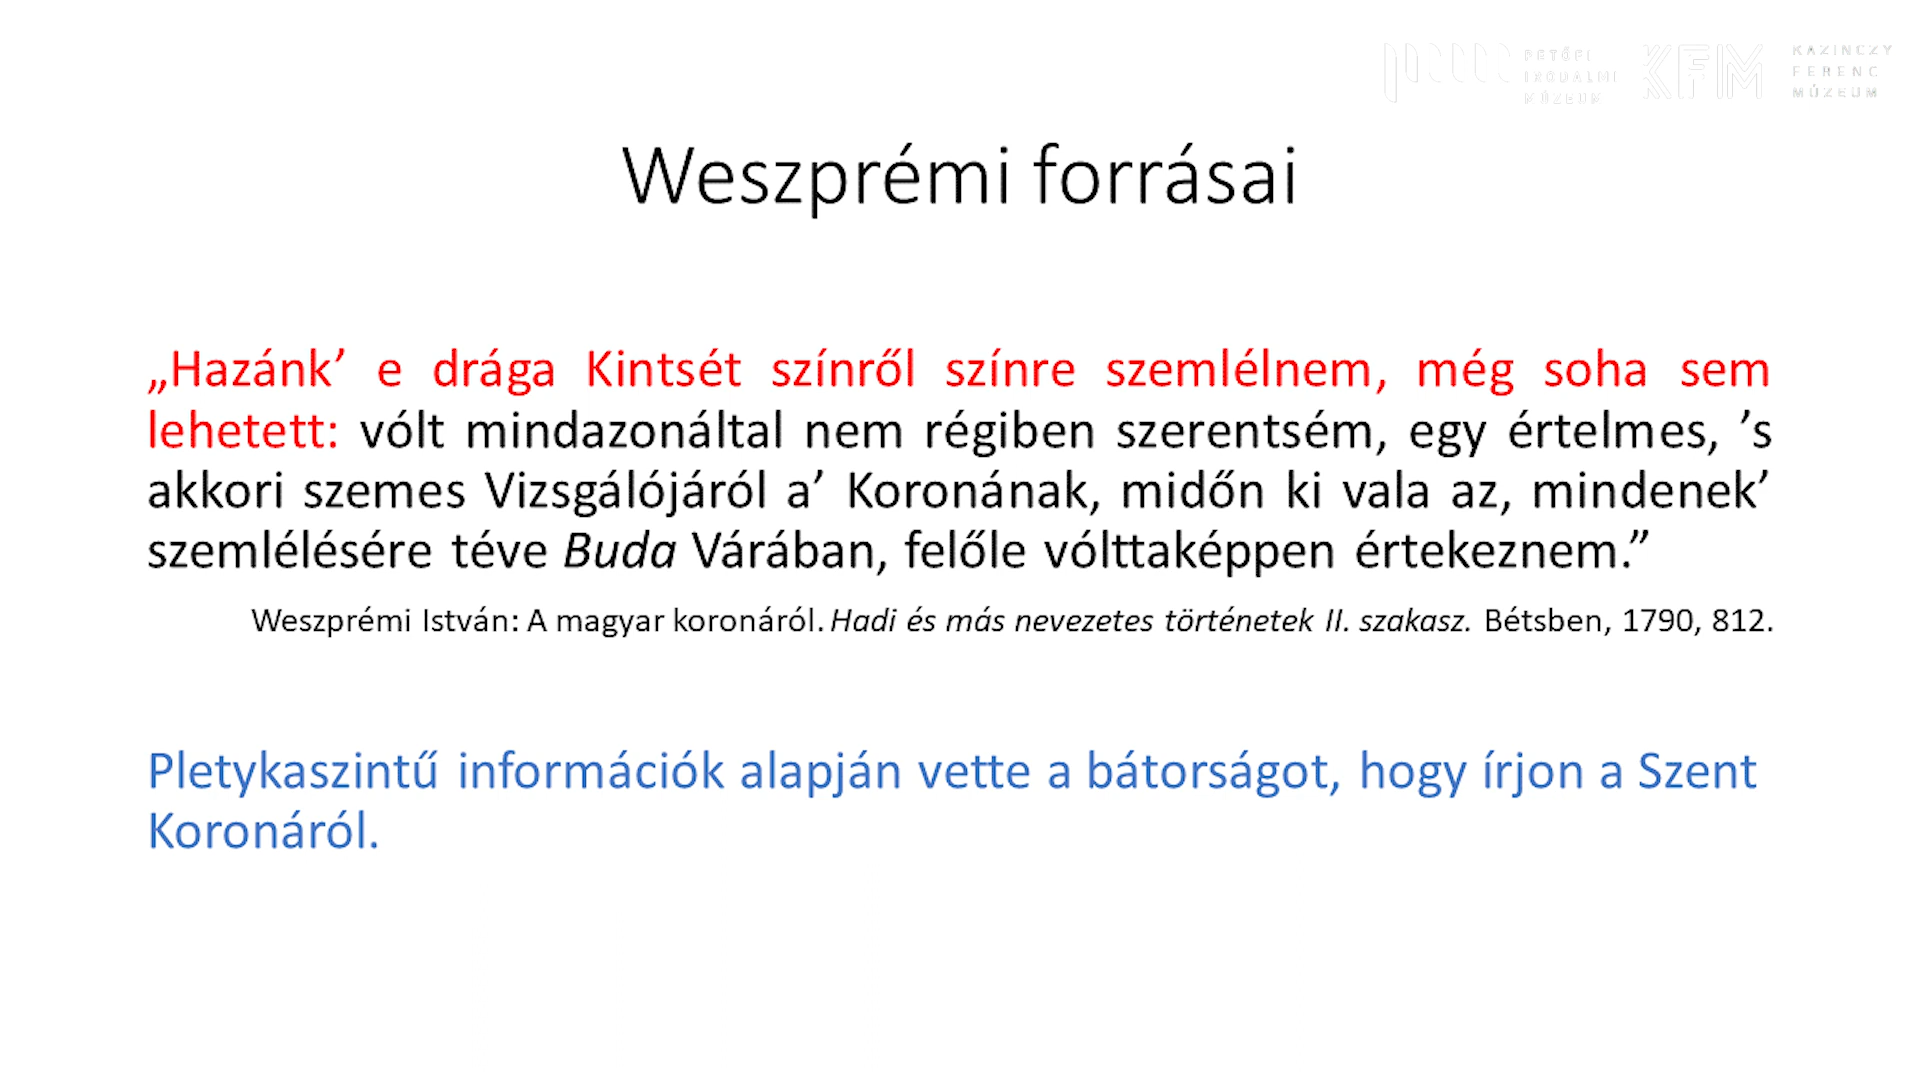 PETŐFI
IRODALMI
MÚZEUM
KFM
KAZINCZY
FERENC
MÚZEUM
Weszprémi forrásai
„Hazánk’ e drága Kintsét színről színre szemlélnem, még soha sem
lehetett: vólt mindazonáltal nem régiben szerentsém, egy értelmes, ’s
akkori szemes Vizsgálójáról a’ Koronának, midőn ki vala az, mindenek’
szemlélésére téve Buda Várában, felőle vólttaképpen értekeznem.”
Weszprémi István: A magyar koronáról. Hadi és más nevezetes történetek II. szakasz. Bétsben, 1790, 812.
Pletykaszintű információk alapján vette a bátorságot, hogy írjon a Szent
Koronáról.